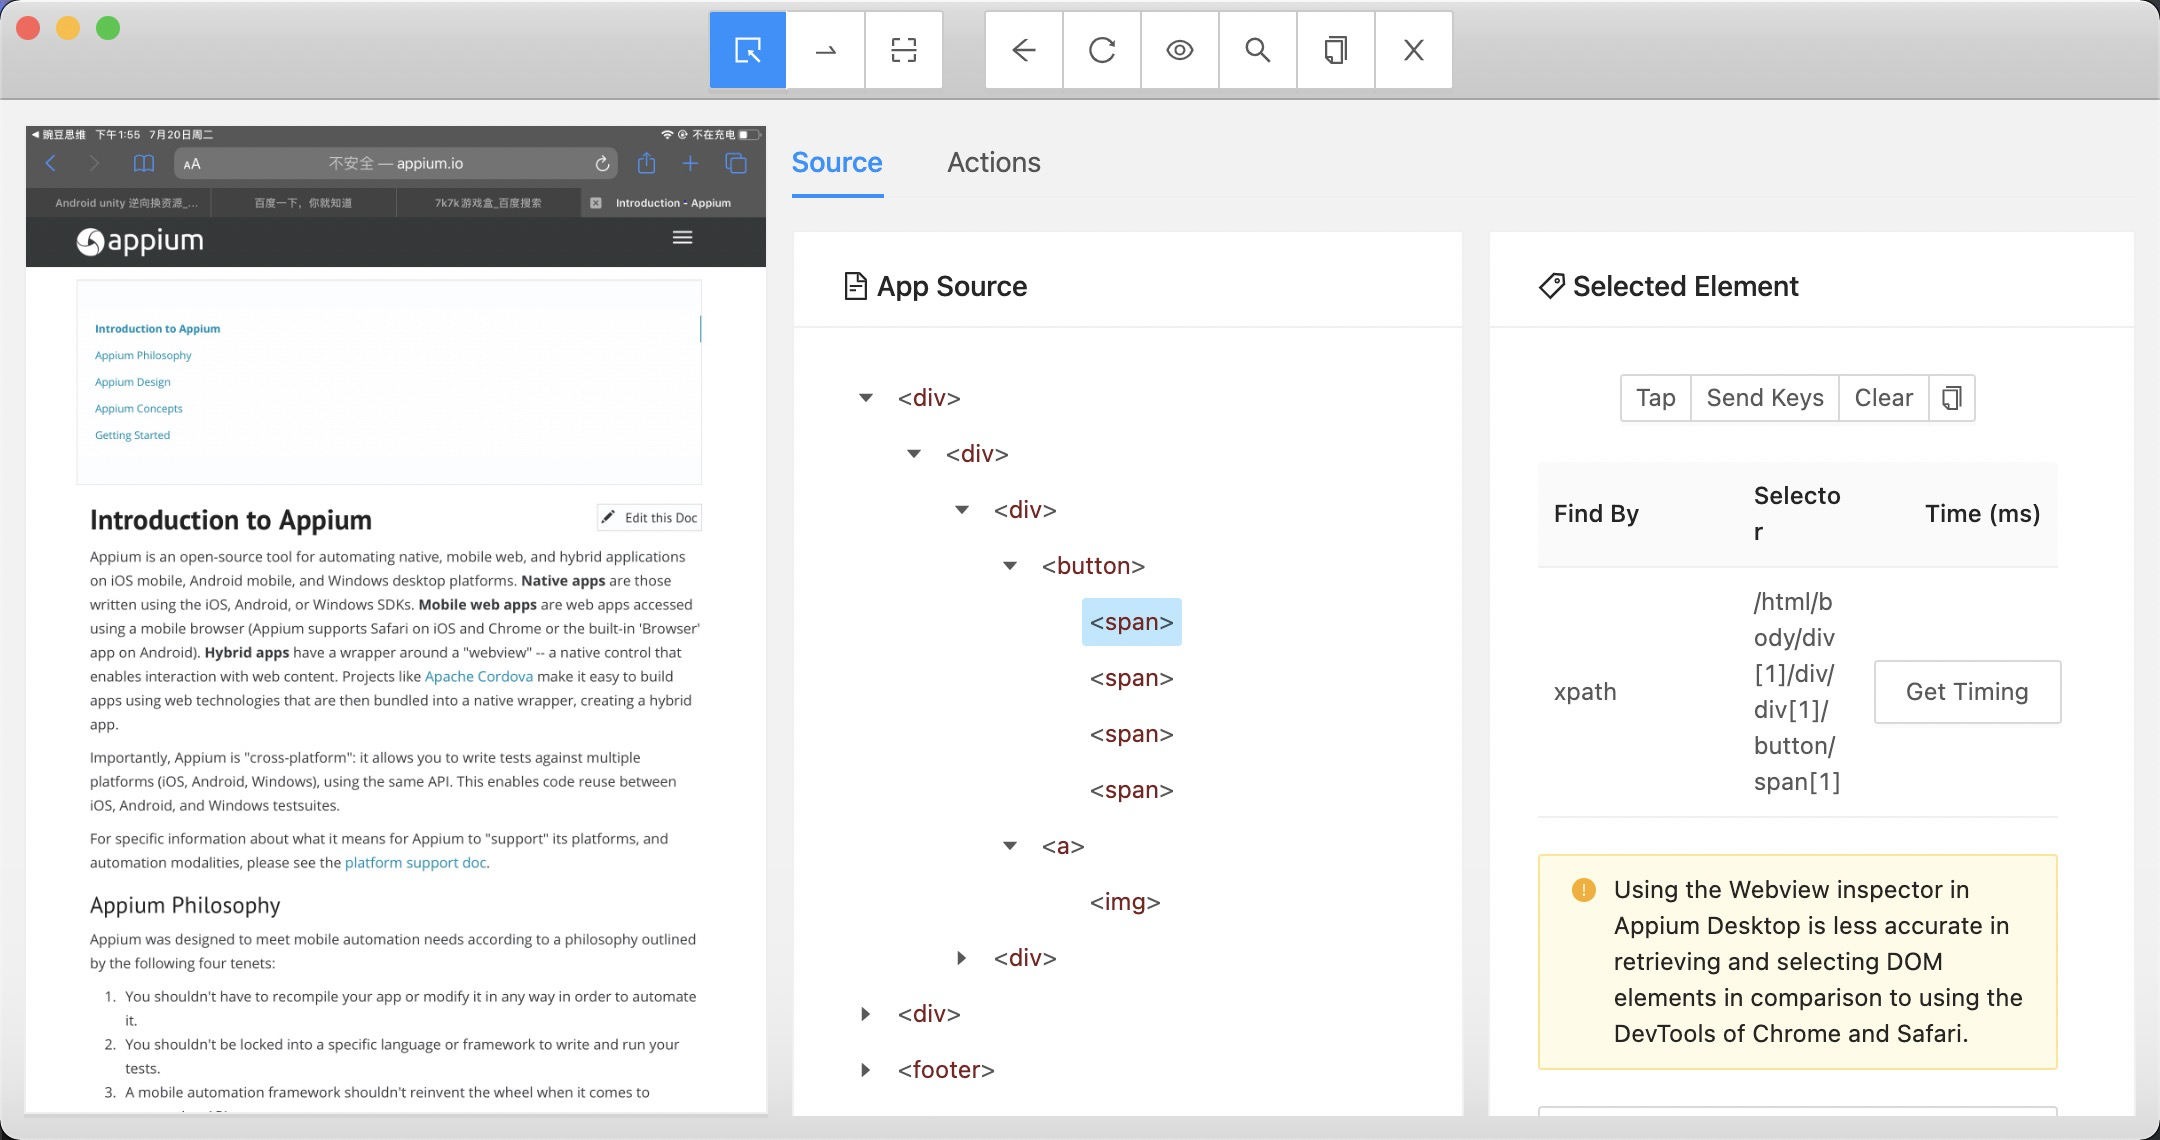 豌豆思维 下午1:55 7月20日周二
不在充电
AA 不安全 — appium.io
Android unity 逆向换资源_...
百度一下，你就知道
7k7k游戏盒_百度搜索
Introduction - Appium
appium
Introduction to Appium
Appium Philosophy
Appium Design
Appium Concepts
Getting Started
Introduction to Appium
Edit this Doc
Appium is an open-source tool for automating native, mobile web, and hybrid applications
on iOS mobile, Android mobile, and Windows desktop platforms. Native apps are those
written using the iOS, Android, or Windows SDKs. Mobile web apps are web apps accessed
using a mobile browser (Appium supports Safari on iOS and Chrome or the built-in 'Browser'
app on Android). Hybrid apps have a wrapper around a "webview" -- a native control that
enables interaction with web content. Projects like Apache Cordova make it easy to build
apps using web technologies that are then bundled into a native wrapper, creating a hybrid
app.
Importantly, Appium is "cross-platform": it allows you to write tests against multiple
platforms (iOS, Android, Windows), using the same API. This enables code reuse between
iOS, Android, and Windows testsuites.
For specific information about what it means for Appium to "support" its platforms, and
automation modalities, please see the platform support doc.
Appium Philosophy
Appium was designed to meet mobile automation needs according to a philosophy outlined
by the following four tenets:
1. You shouldn't have to recompile your app or modify it in any way in order to automate
it.
2. You shouldn't be locked into a specific language or framework to write and run your
tests.
3. A mobile automation framework shouldn't reinvent the wheel when it comes to
Source
Actions
App Source
<div>
<div>
<div>
<button>
<span>
<span>
<span>
<span>
<a>
<img>
<div>
<div>
<footer>
Selected Element
Tap
Send Keys
Clear
Find By
Selecto
r
Time (ms)
xpath
/html/b
ody/div
[1]/div/
div[1]/
button/
span[1]
Get Timing
Using the Webview inspector in
Appium Desktop is less accurate in
retrieving and selecting DOM
elements in comparison to using the
DevTools of Chrome and Safari.